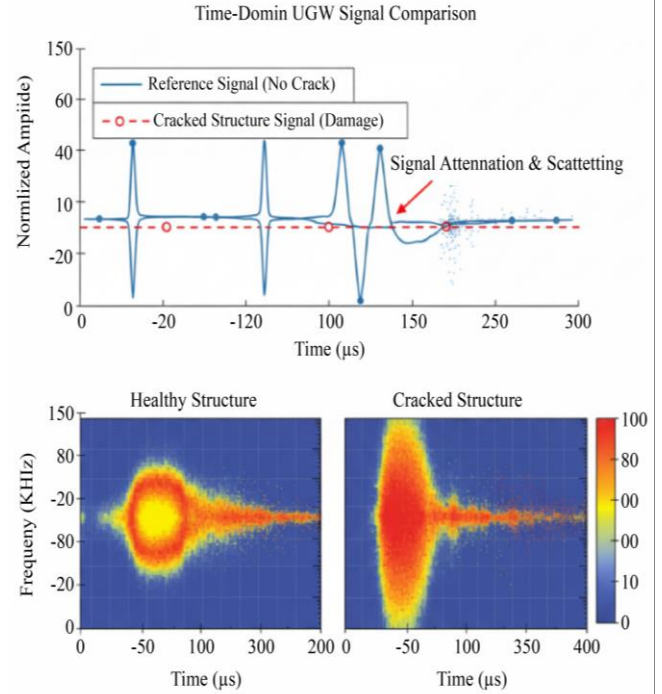 Time-Domin UGW Signal Comparison
150
60
40
10
-20
0
Normlized Ampiide
Reference Signal (No Crack)
Cracked Structure Signal (Damage)
Signal Attennation & Scattetting
0 -20 -120 100 150 250 300
Time (µs)
Healthy Structure
Cracked Structure
150
80
-20
-80
-20
0
Frequeny (KHIz)
0 -50 100 300 200
Time (µs)
0 -50 100 350 400
Time (µs)
100
80
00
00
10
0